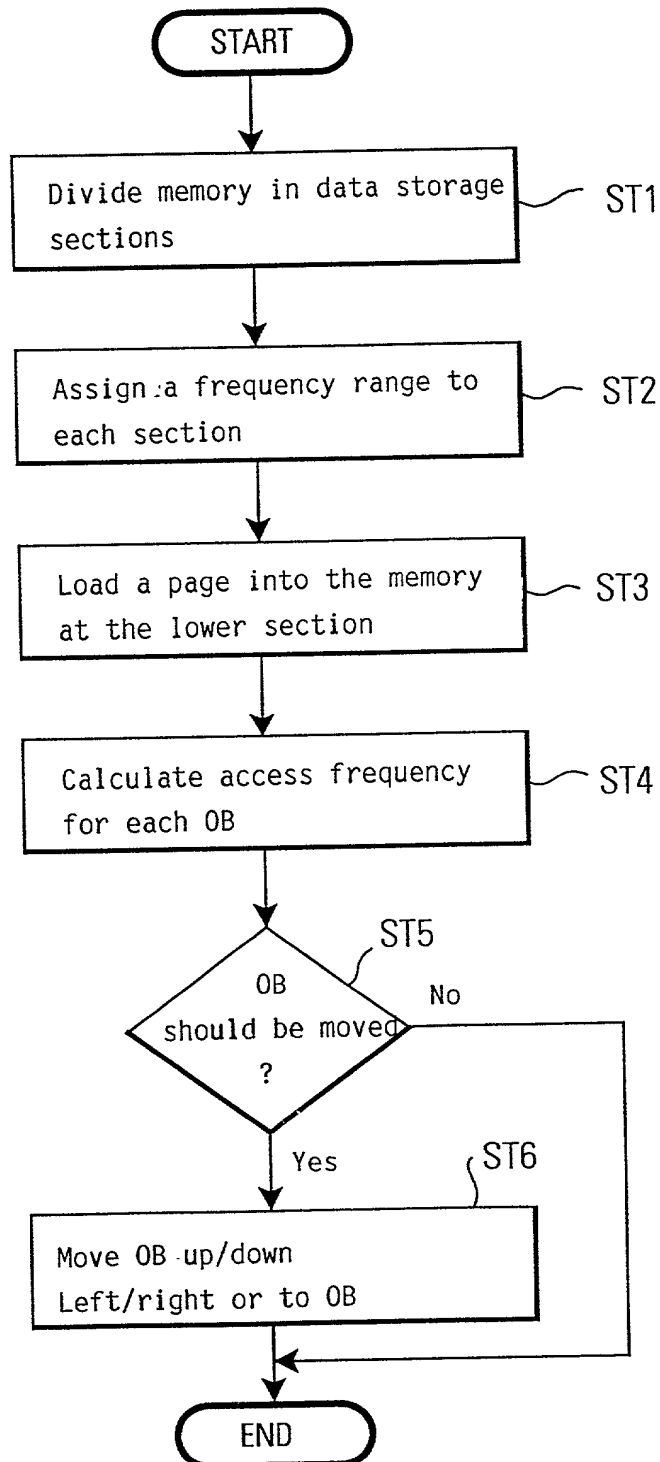 START
Divide memory in data storage
sections
ST1
Assign a frequency range to
each section
ST2
Load a page into the memory
at the lower section
ST3
Calculate access frequency
for each OB
ST4
ST5
OB
should be moved
?
No
Yes
ST6
Move OB up/down
Left/right or to OB
END